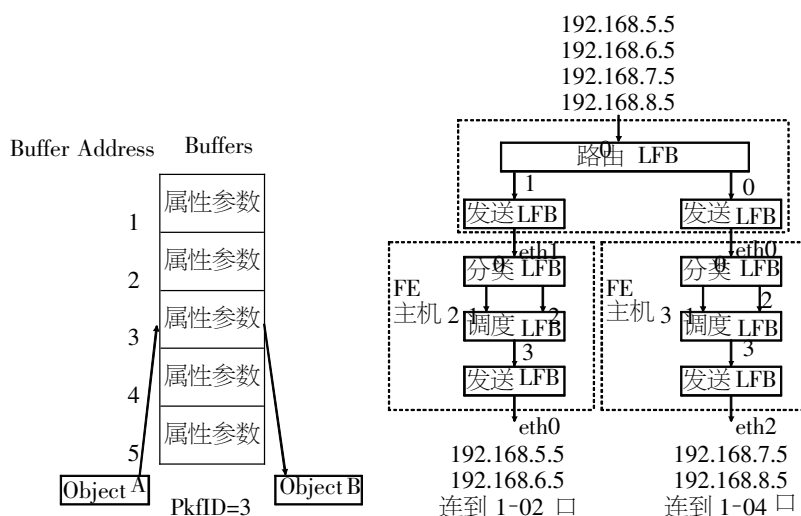 Buffer Address
Buffers
属性参数
1
属性参数
2
属性参数
3
属性参数
4
属性参数
5
Object A
Object B
PkfID=3
192.168.5.5
192.168.6.5
192.168.7.5
192.168.8.5
0
路由 LFB
1
0
发送 LFB
发送 LFB
eth1
eth0
0
分类 LFB
0
分类 LFB
FE
主机 2
1
2
调度 LFB
FE
主机 3
1
2
调度 LFB
3
3
发送 LFB
发送 LFB
eth0
eth2
192.168.5.5
192.168.6.5
连到 1-02 口
192.168.7.5
192.168.8.5
连到 1-04 口